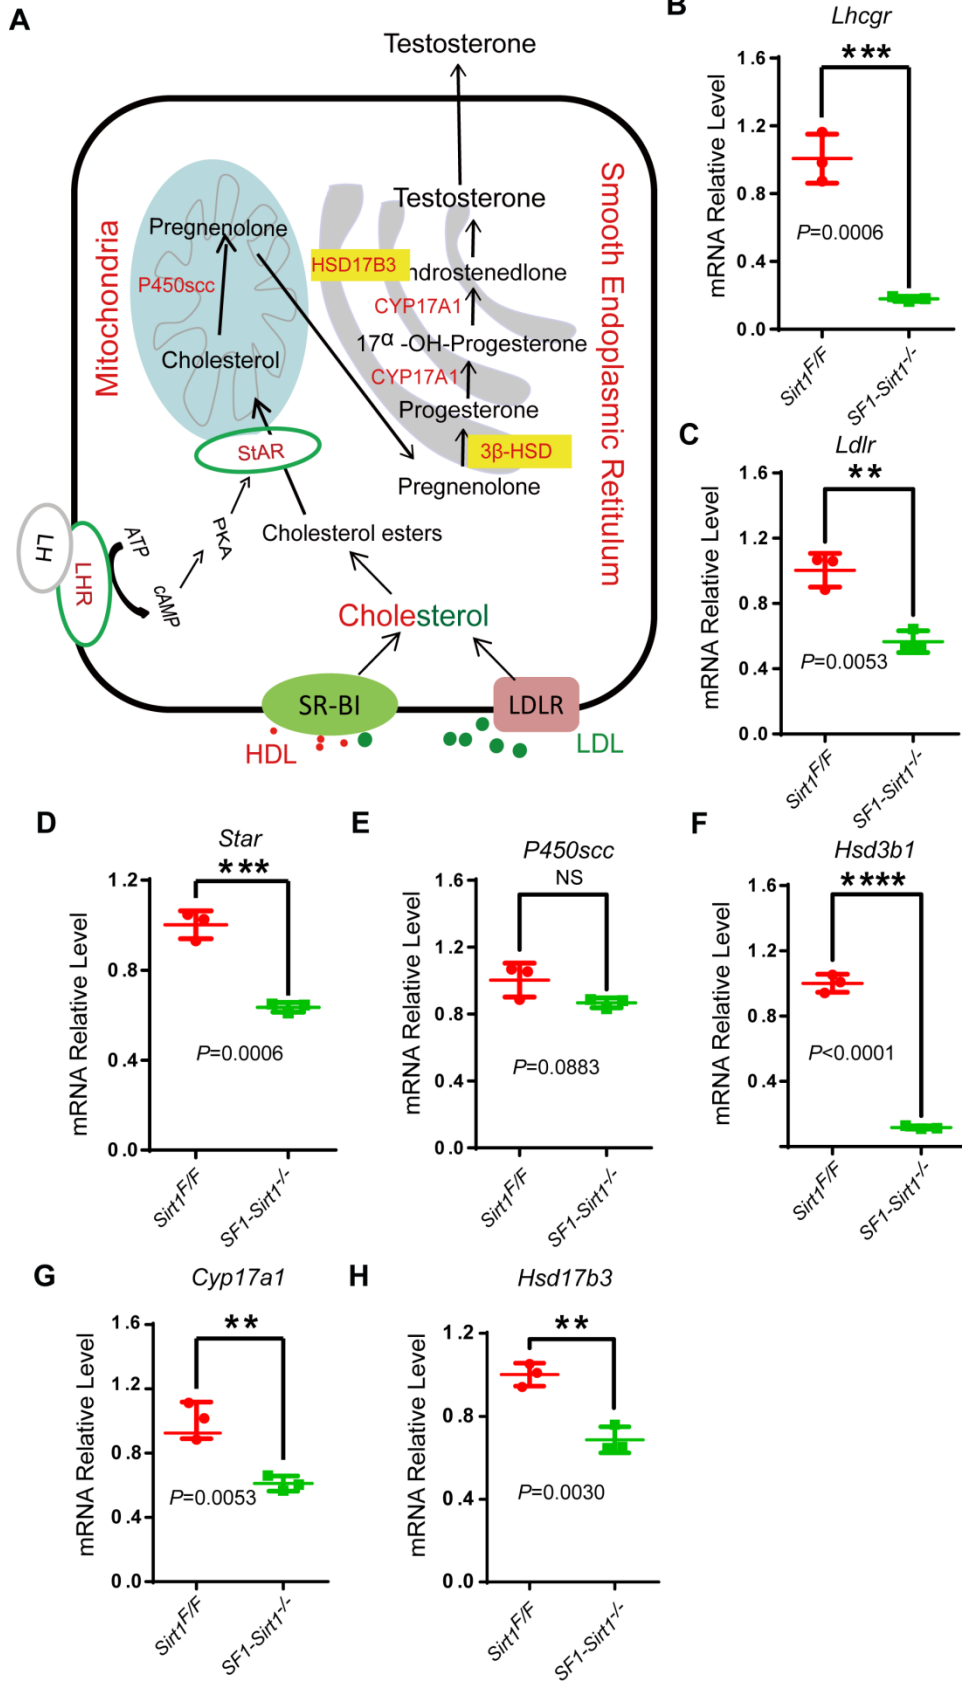 A
Testosterone
Testosterone
Pregnenolone
HSD17B3
ndrostenedlone
P450scc
CYP17A1
17α -OH-Progesterone
Cholesterol
CYP17A1
Progesterone
StAR
3β-HSD
Pregnenolone
Mitochondria
Smooth Endoplasmic Retitulum
Cholesterol esters
LH
LHR
ATP
cAMP
PKA
Cholesterol
SR-BI
LDLR
HDL
LDL
B
Lhcgr
***
mRNA Relative Level
1.6
1.2
0.8
0.4
0.0
P=0.0006
Sirt1F/F
SF1-Sirt1-/-
C
Ldlr
**
mRNA Relative Level
1.6
1.2
0.8
0.4
0.0
P=0.0053
Sirt1F/F
SF1-Sirt1-/-
D
Star
***
mRNA Relative Level
1.2
0.8
0.4
0.0
P=0.0006
Sirt1F/F
SF1-Sirt1-/-
E
P450scc
NS
mRNA Relative Level
1.6
1.2
0.8
0.4
0.0
P=0.0883
Sirt1F/F
SF1-Sirt1-/-
F
Hsd3b1
****
mRNA Relative Level
1.6
1.2
0.8
0.4
P<0.0001
Sirt1F/F
SF1-Sirt1-/-
G
Cyp17a1
**
mRNA Relative Level
1.6
1.2
0.8
0.4
0.0
P=0.0053
Sirt1F/F
SF1-Sirt1-/-
H
Hsd17b3
**
mRNA Relative Level
1.2
0.8
0.4
0.0
P=0.0030
Sirt1F/F
SF1-Sirt1-/-